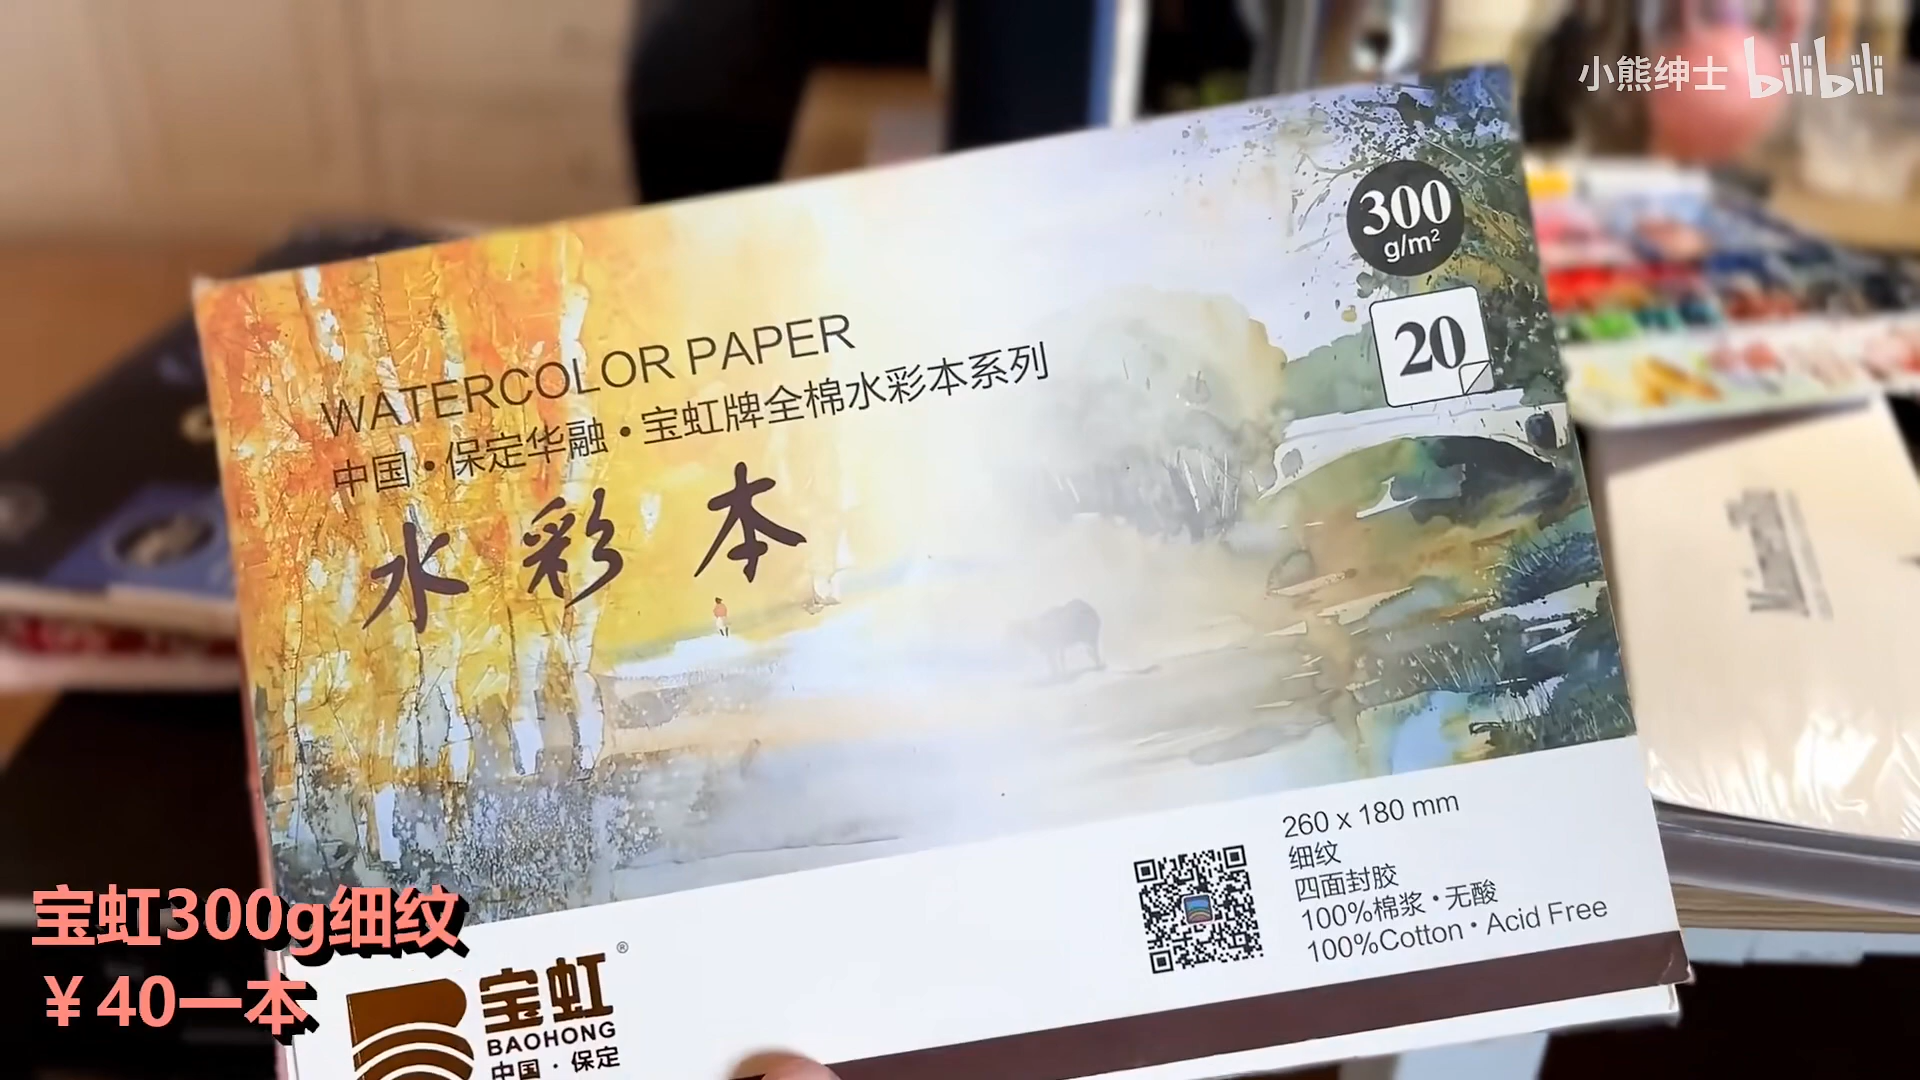 小熊绅士 bilibili
300
g/m²
20
WATERCOLOR PAPER
中国·保定华融·宝虹牌全棉水彩本系列
水彩本
260 x 180 mm
细纹
四面封胶
100%棉浆·无酸
100%Cotton·Acid Free
宝虹®
BAOHONG
中国·保定
宝虹300g细纹
￥40一本